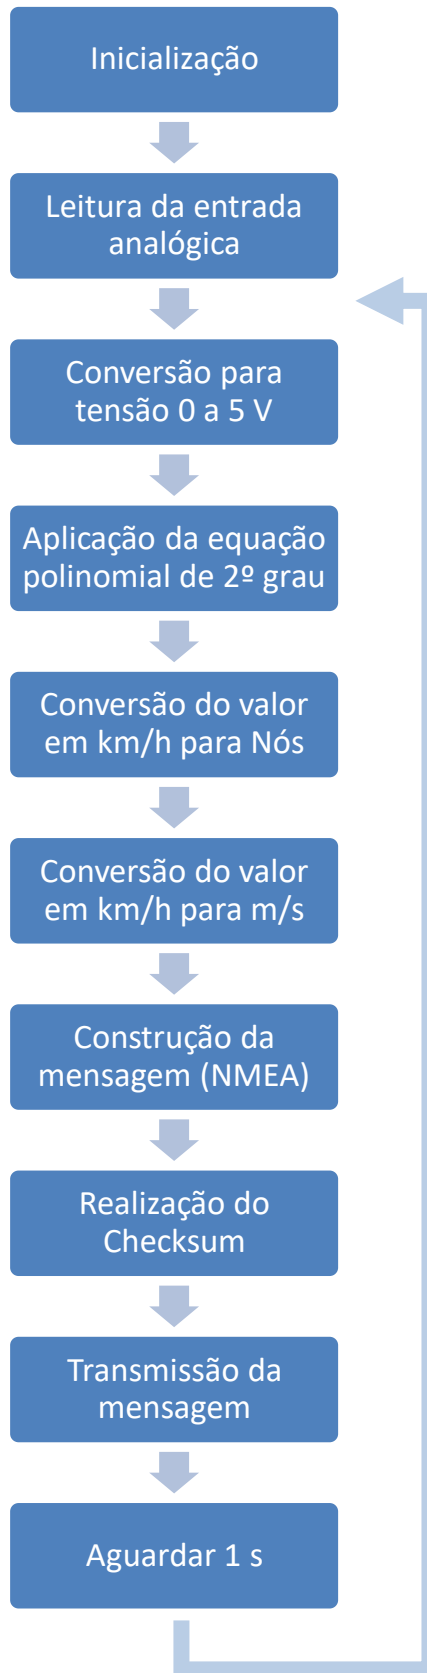 Inicialização
Leitura da entrada
analógica
Conversão para
tensão 0 a 5 V
Aplicação da equação
polinomial de 2º grau
Conversão do valor
em km/h para Nós
Conversão do valor
em km/h para m/s
Construção da
mensagem (NMEA)
Realização do
Checksum
Transmissão da
mensagem
Aguardar 1 s